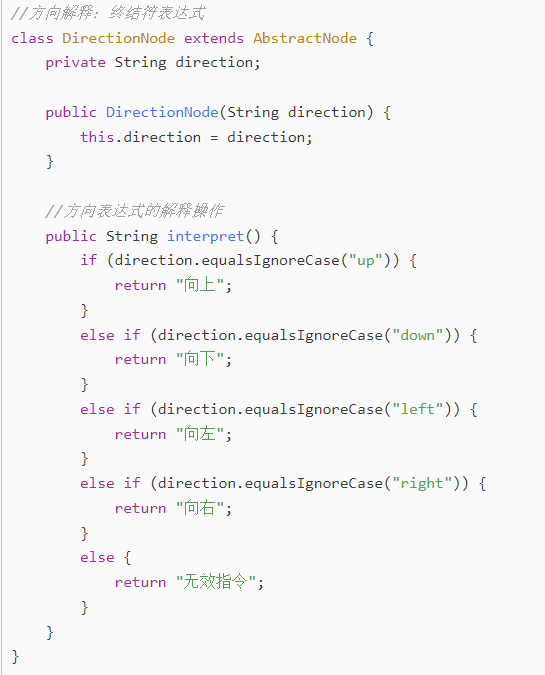 //方向解释：终结符表达式
class DirectionNode extends AbstractNode {
    private String direction;

    public DirectionNode(String direction) {
        this.direction = direction;
    }

    //方向表达式的解释操作
    public String interpret() {
        if (direction.equalsIgnoreCase("up")) {
            return "向上";
        }
        else if (direction.equalsIgnoreCase("down")) {
            return "向下";
        }
        else if (direction.equalsIgnoreCase("left")) {
            return "向左";
        }
        else if (direction.equalsIgnoreCase("right")) {
            return "向右";
        }
        else {
            return "无效指令";
        }
    }
}